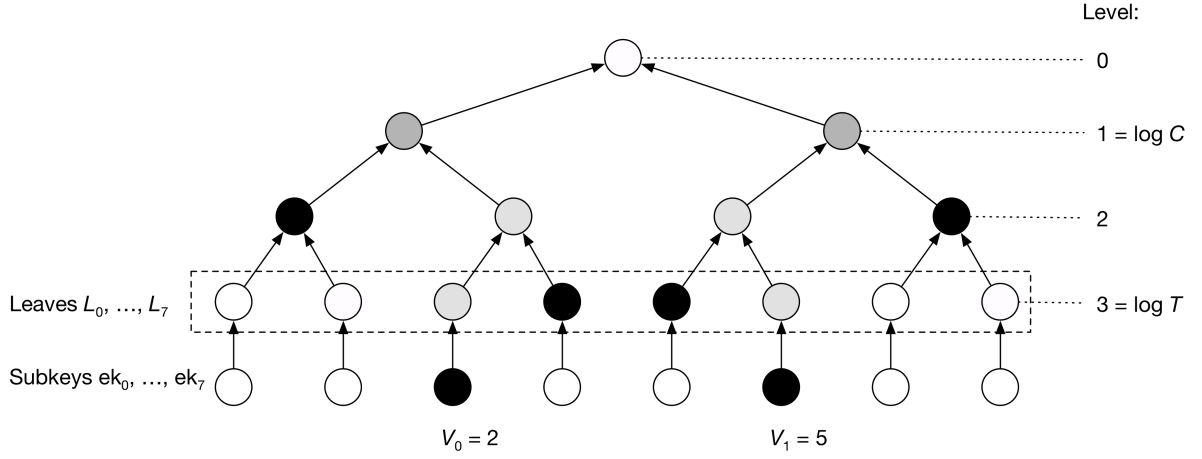 Level:
0
1 = log C
2
Leaves L₀, …, L₇
3 = log T
Subkeys ek₀, …, ek₇
V₀ = 2
V₁ = 5